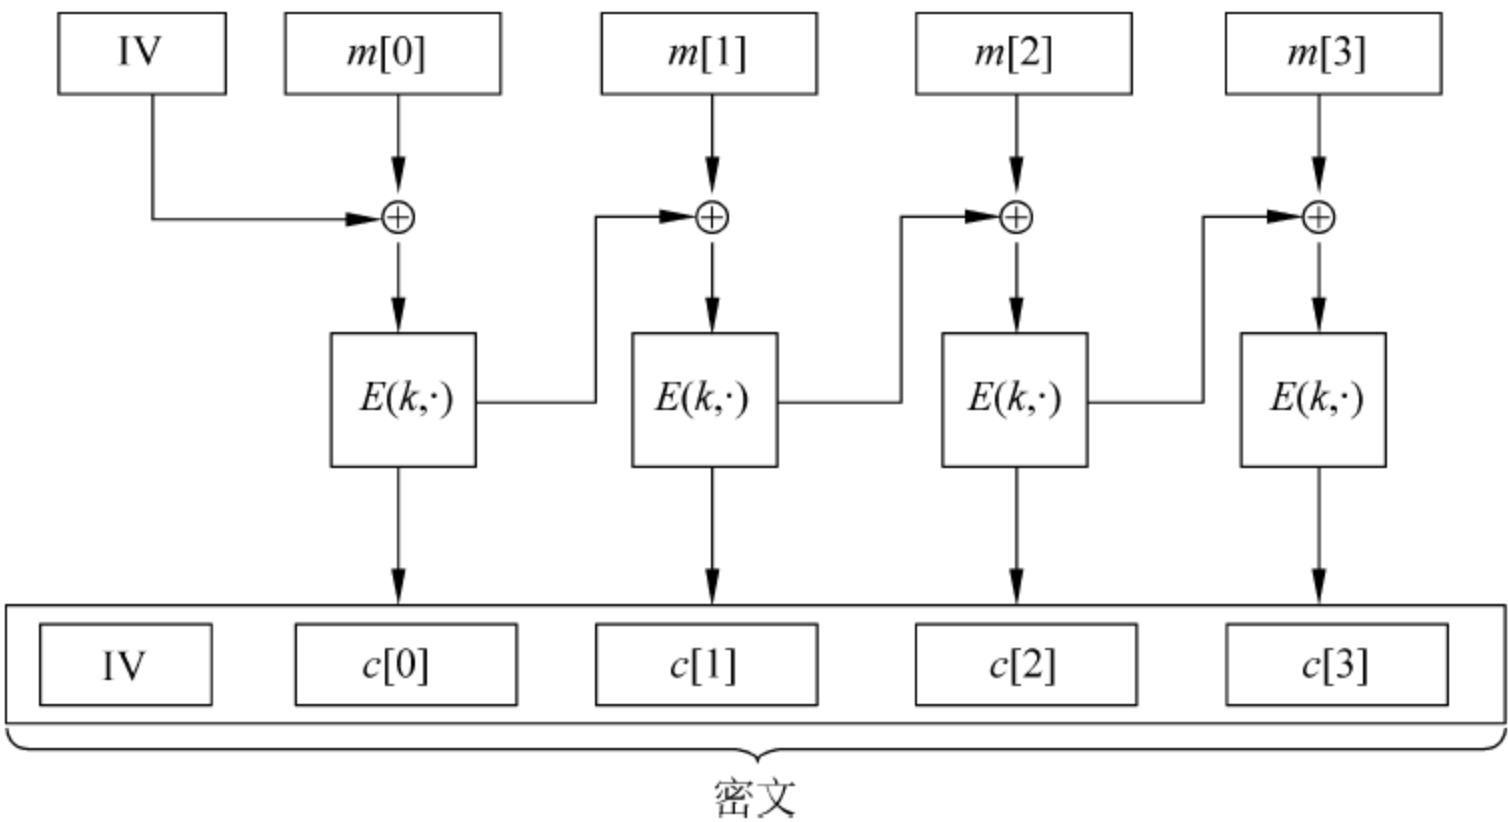 IV m[0] m[1] m[2] m[3]
⊕ ⊕ ⊕ ⊕
E(k,·) E(k,·) E(k,·) E(k,·)
IV c[0] c[1] c[2] c[3]
密文